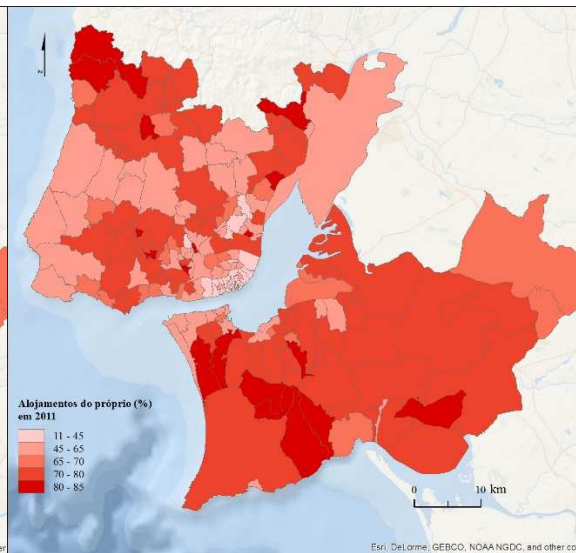 Alojamentos do próprio (%)
em 2011
11 - 45
45 - 65
65 - 70
70 - 80
80 - 85
0 10 km
Esri, DeLorme, GEBCO, NOAA NGDC, and other co
er